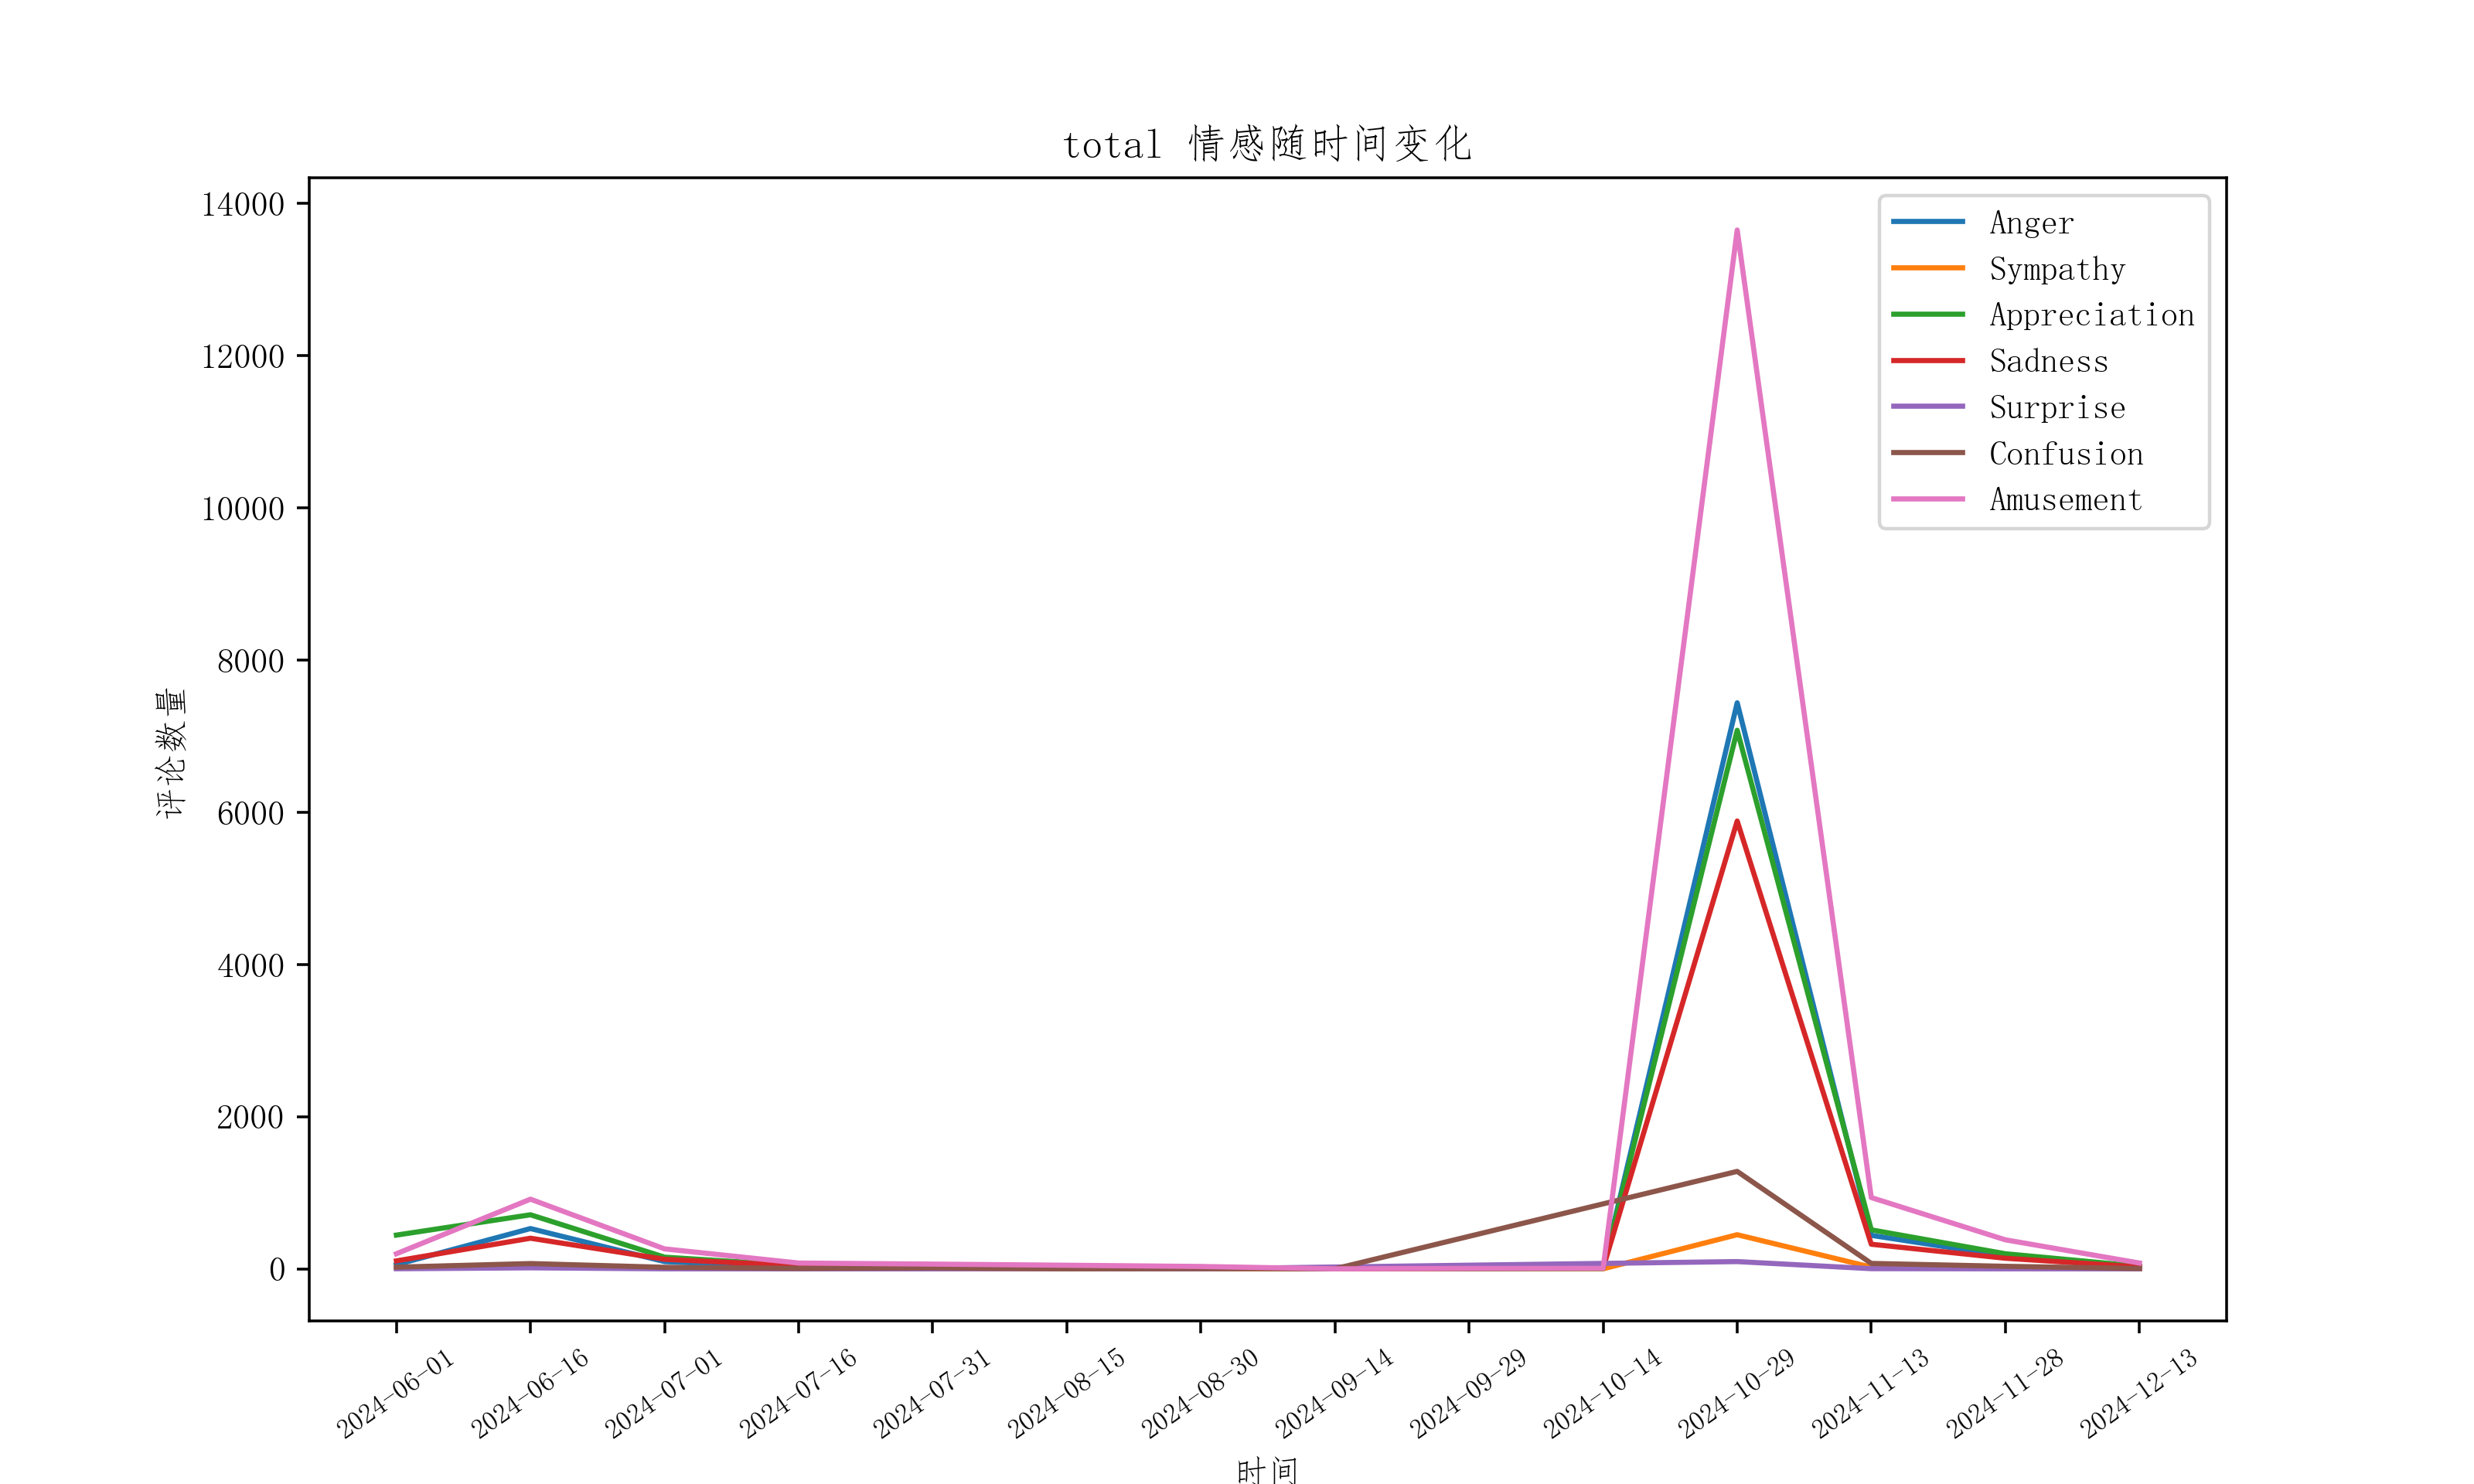 total 情感随时间变化
14000
12000
10000
8000
6000
4000
2000
0
评论数量
Anger
Sympathy
Appreciation
Sadness
Surprise
Confusion
Amusement
2024-06-01
2024-06-16
2024-07-01
2024-07-16
2024-07-31
2024-08-15
2024-08-30
2024-09-14
2024-09-29
2024-10-14
2024-10-29
2024-11-13
2024-11-28
2024-12-13
时间